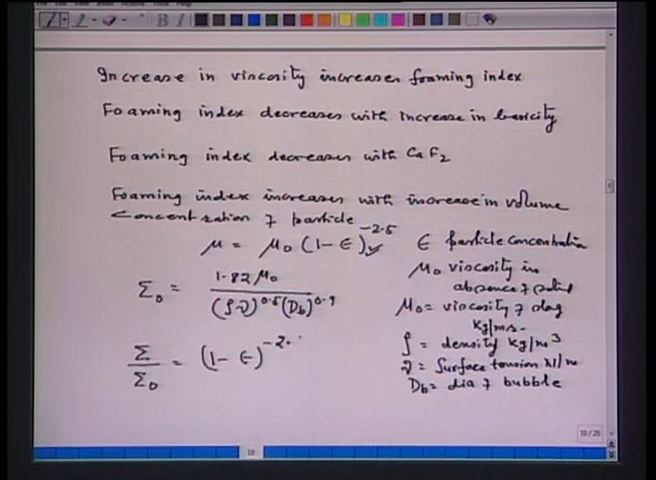 Increase in viscosity increases foaming index
Foaming index decreases with increase in basicity
Foaming index decreases with CaF2
Foaming index increases with increase in volume
concentration of particle
μ = μ0 (1 - ϵ)^-2.5
ϵ particle concentration
μ0 viscosity in
absence of solid
Σ0 = 1.82 μ0 / (ρ γ)^0.5 (Db)^0.9
μ0 = viscosity of slag
kg/m s.
ρ = density kg/m3
Σ / Σ0 = (1 - ϵ)^-2.
γ = Surface tension N/m
Db = dia of bubble
19/25